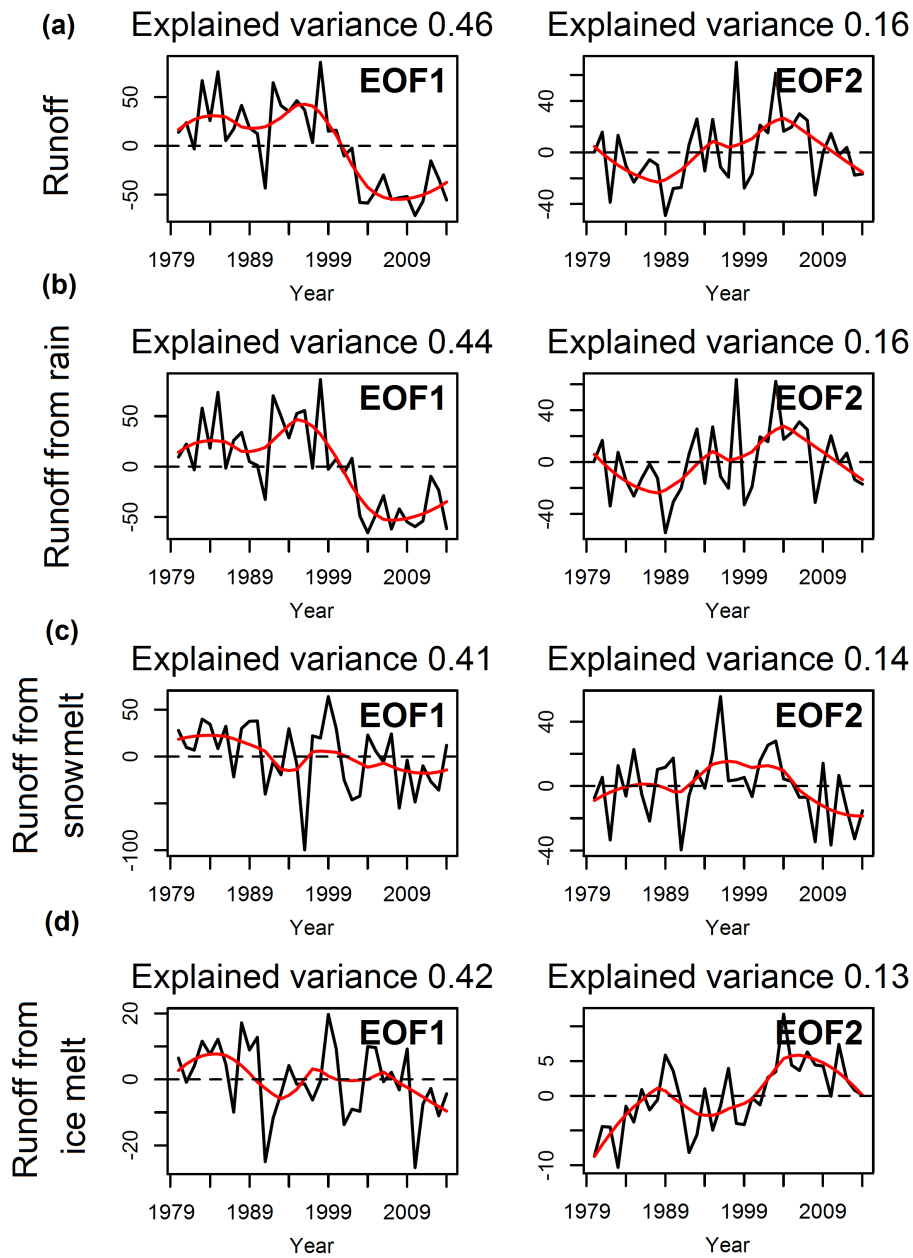 (a)
Explained variance 0.46
Explained variance 0.16
Runoff
EOF1
50
0
-50
1979 1989 1999 2009
Year
EOF2
40
0
-40
1979 1989 1999 2009
Year
(b)
Explained variance 0.44
Explained variance 0.16
Runoff from rain
EOF1
50
0
-50
1979 1989 1999 2009
Year
EOF2
40
0
-40
1979 1989 1999 2009
Year
(c)
Explained variance 0.41
Explained variance 0.14
Runoff from
snowmelt
EOF1
50
0
-100
1979 1989 1999 2009
Year
EOF2
40
0
-40
1979 1989 1999 2009
Year
(d)
Explained variance 0.42
Explained variance 0.13
Runoff from
ice melt
EOF1
20
0
-20
1979 1989 1999 2009
Year
EOF2
5
0
-10
1979 1989 1999 2009
Year